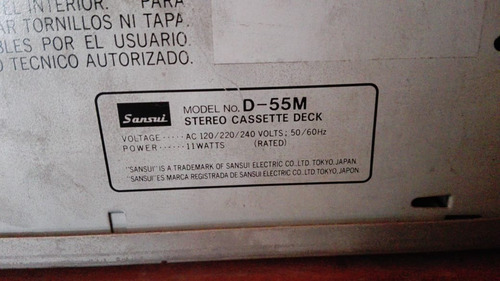 EL INTERIOR. PARA
AR TORNILLOS NI TAPA.
BLES POR EL USUARIO
O TECNICO AUTORIZADO.
Sansui MODEL No. D-55M
STEREO CASSETTE DECK
VOLTAGE ····· AC 120/220/240 VOLTS; 50/60Hz
POWER ······ 11WATTS (RATED)
"SANSUI" IS A TRADEMARK OF SANSUI ELECTRIC CO., LTD. TOKYO, JAPAN
"SANSUI" ES MARCA REGISTRADA DE SANSUI ELECTRIC CO., LTD. TOKYO, JAPON